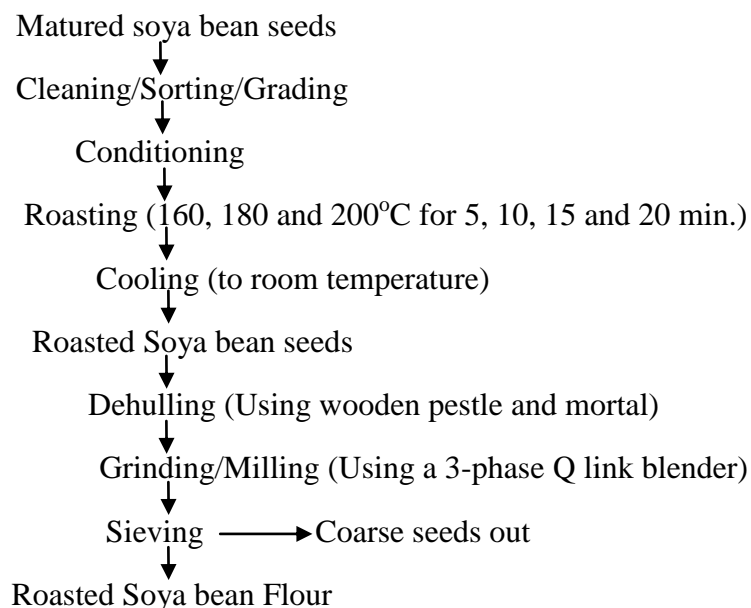 Matured soya bean seeds
Cleaning/Sorting/Grading
Conditioning
Roasting (160, 180 and 200°C for 5, 10, 15 and 20 min.)
Cooling (to room temperature)
Roasted Soya bean seeds
Dehulling (Using wooden pestle and mortal)
Grinding/Milling (Using a 3-phase Q link blender)
Sieving Coarse seeds out
Roasted Soya bean Flour